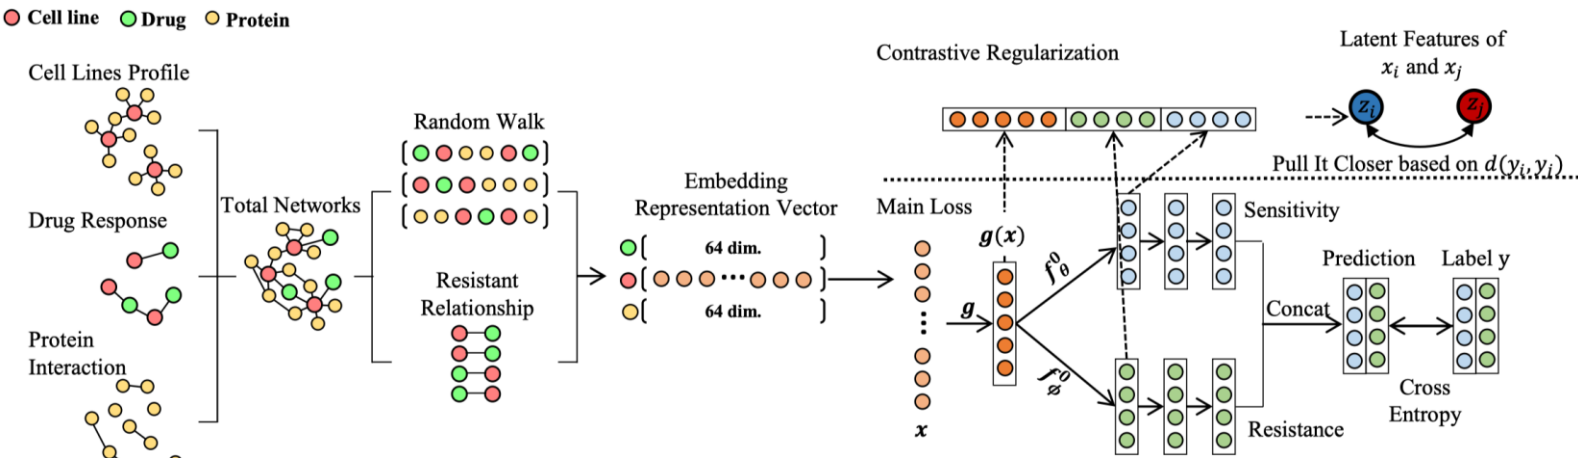 Cell line Drug Protein
Cell Lines Profile
Drug Response
Protein
Interaction
Total Networks
Random Walk
Resistant
Relationship
Embedding
Representation Vector
64 dim.
64 dim.
Contrastive Regularization
Latent Features of
x_i and x_j
z_i z_j
Pull It Closer based on d(y_i, y_j)
Main Loss
x
g
g(x)
f_θ^0
f_ϕ^0
Sensitivity
Resistance
Concat
Prediction Label y
Cross
Entropy